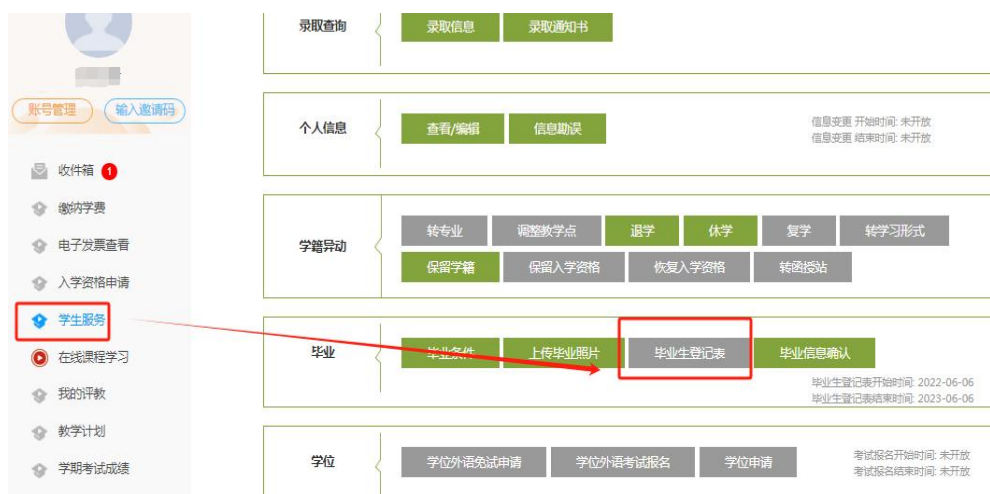 账号管理
输入邀请码
收件箱 1
缴纳学费
电子发票查看
入学资格申请
学生服务
在线课程学习
我的评教
教学计划
学期考试成绩
录取查询
录取信息
录取通知书
个人信息
查看/编辑
信息勘误
信息变更 开始时间: 未开放
信息变更 结束时间: 未开放
学籍异动
转专业
调整教学点
退学
休学
复学
转学习形式
保留学籍
保留入学资格
恢复入学资格
转函授站
毕业
毕业条件
上传毕业照片
毕业生登记表
毕业信息确认
毕业生登记表开始时间: 2022-06-06
毕业生登记表结束时间: 2023-06-06
学位
学位外语免试申请
学位外语考试报名
学位申请
考试报名开始时间: 未开放
考试报名结束时间: 未开放